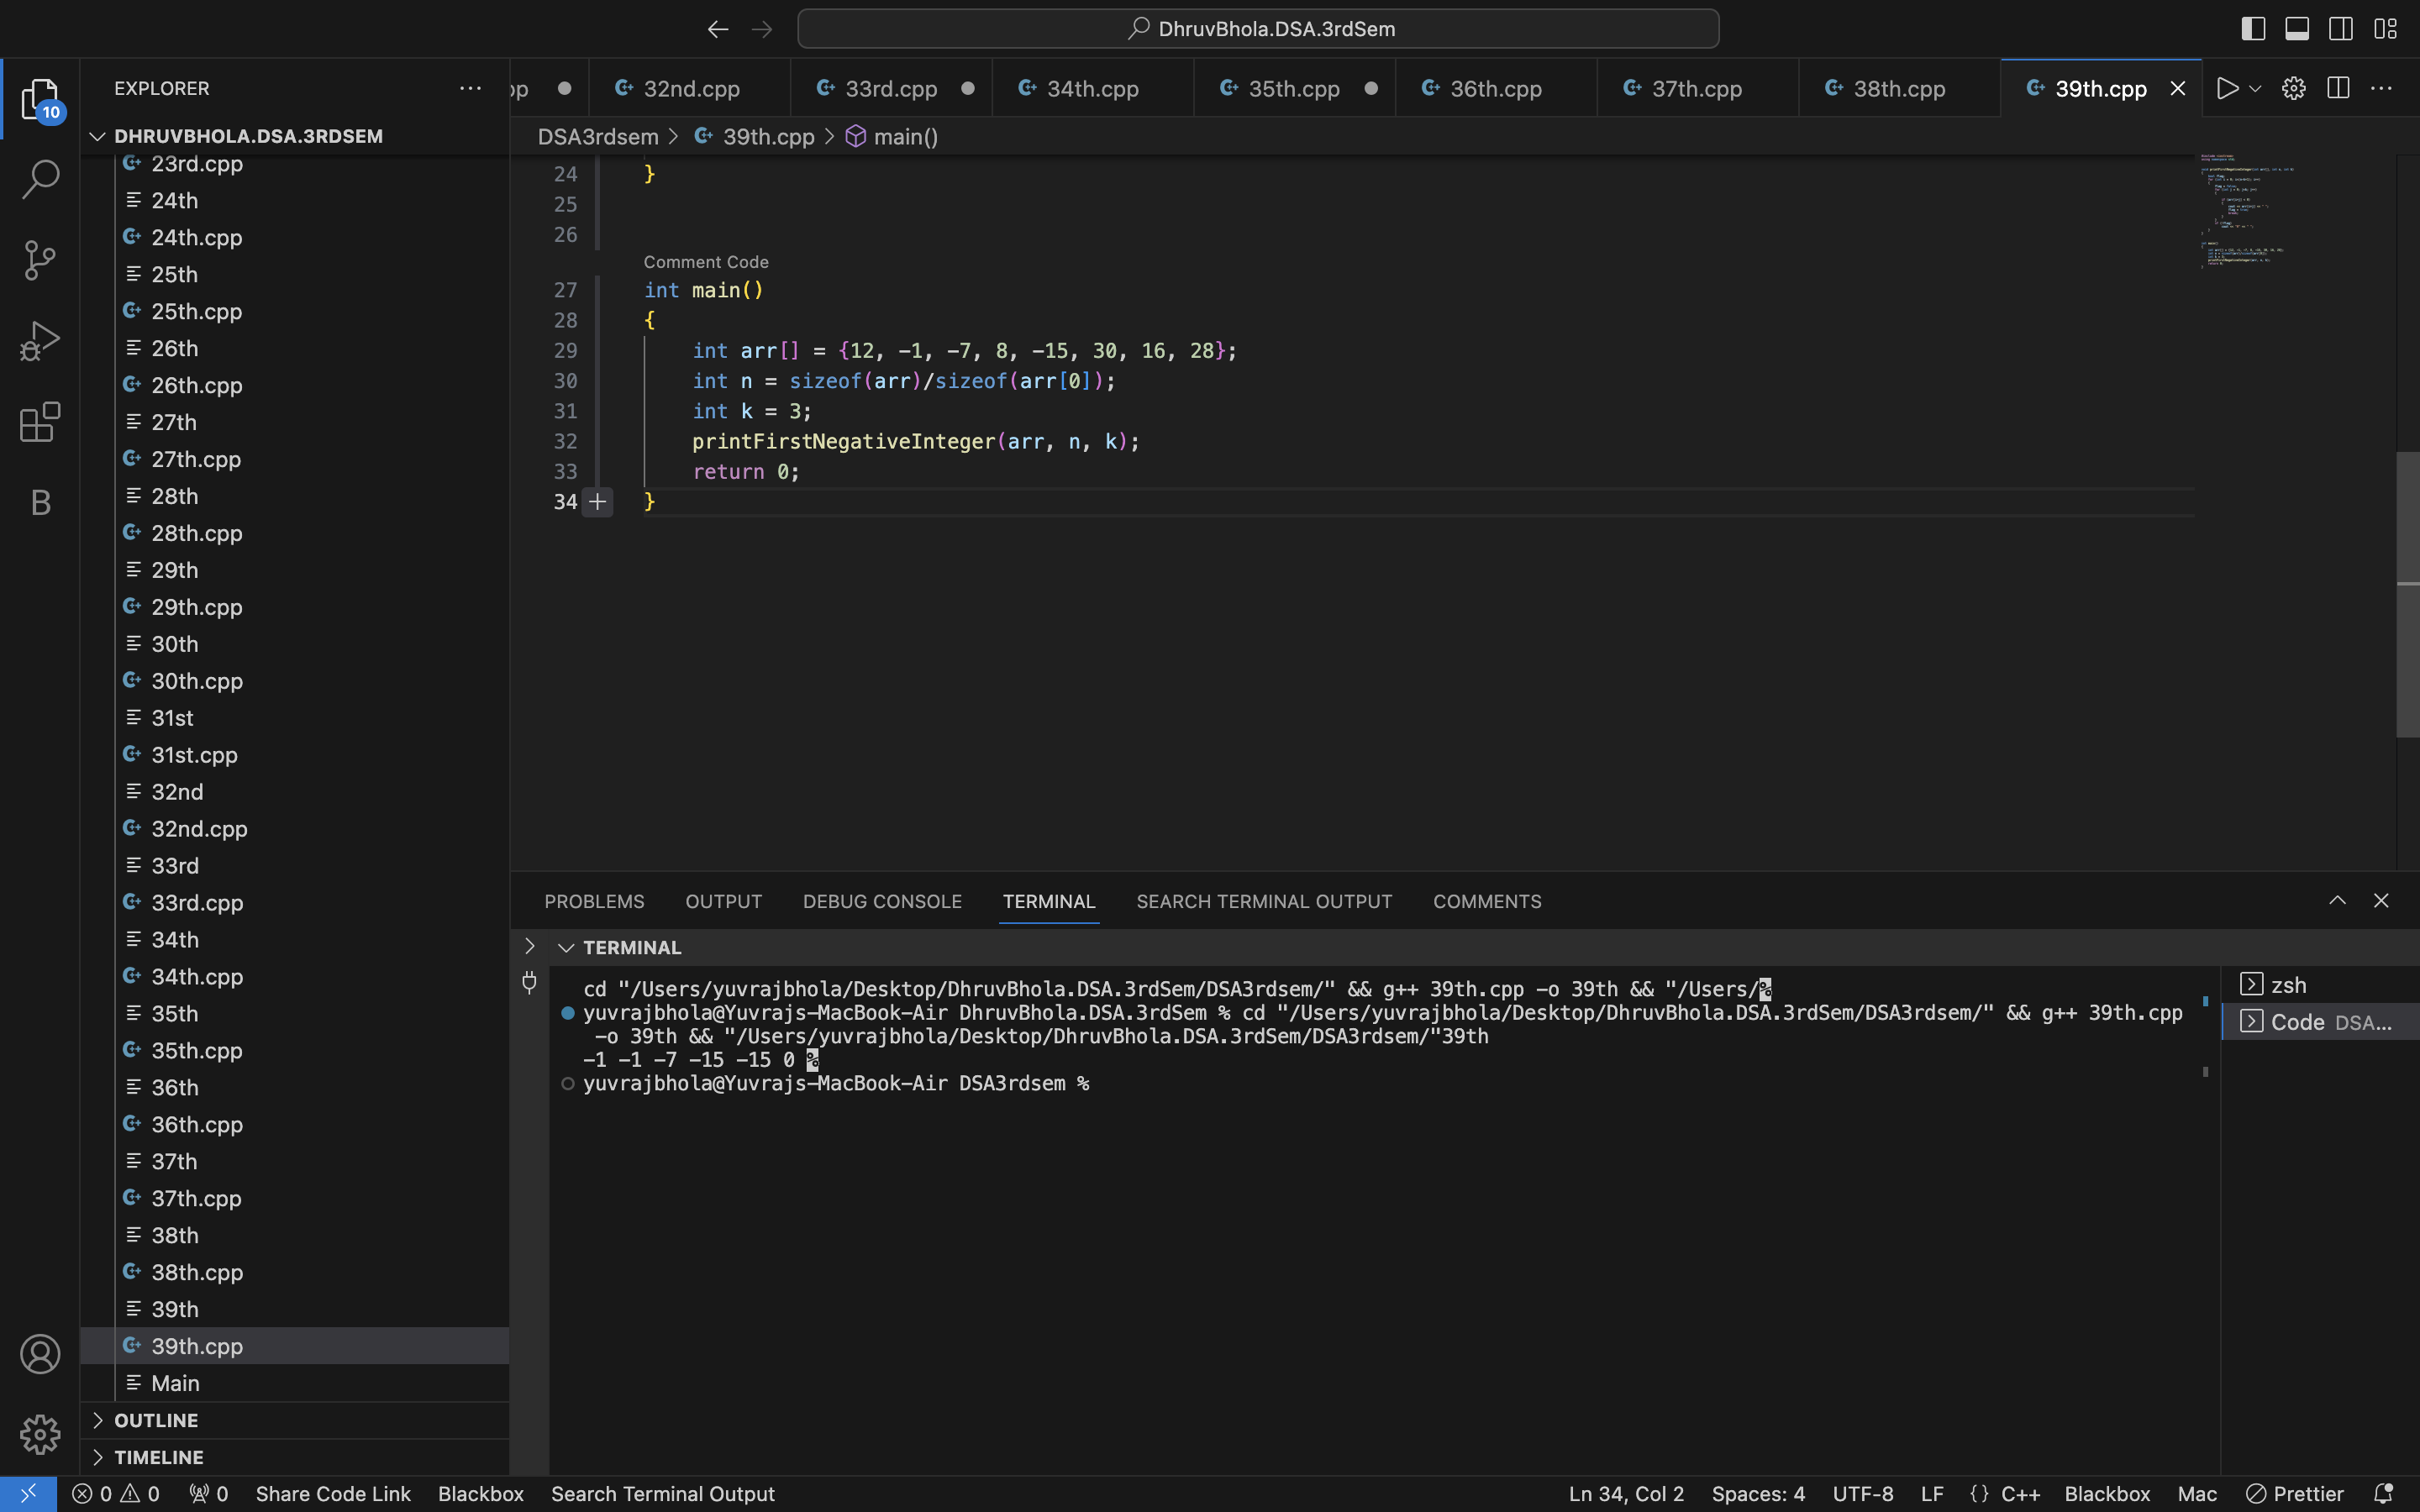 DhruvBhola.DSA.3rdSem
EXPLORER
pp
32nd.cpp
33rd.cpp
34th.cpp
35th.cpp
36th.cpp
37th.cpp
38th.cpp
39th.cpp
10
DHRUVBHOLA.DSA.3RDSEM
DSA3rdsem > 39th.cpp > main()
23rd.cpp
24th
24th.cpp
25th
25th.cpp
26th
26th.cpp
27th
27th.cpp
28th
28th.cpp
29th
29th.cpp
30th
30th.cpp
31st
31st.cpp
32nd
32nd.cpp
33rd
33rd.cpp
34th
34th.cpp
35th
35th.cpp
36th
36th.cpp
37th
37th.cpp
38th
38th.cpp
39th
39th.cpp
Main
OUTLINE
TIMELINE
B
24 }
25
26
Comment Code
27 int main()
28 {
29 int arr[] = {12, -1, -7, 8, -15, 30, 16, 28};
30 int n = sizeof(arr)/sizeof(arr[0]);
31 int k = 3;
32 printFirstNegativeInteger(arr, n, k);
33 return 0;
34 }
PROBLEMS OUTPUT DEBUG CONSOLE TERMINAL SEARCH TERMINAL OUTPUT COMMENTS
TERMINAL
cd "/Users/yuvrajbhola/Desktop/DhruvBhola.DSA.3rdSem/DSA3rdsem/" && g++ 39th.cpp -o 39th && "/Users/%
yuvrajbhola@Yuvrajs-MacBook-Air DhruvBhola.DSA.3rdSem % cd "/Users/yuvrajbhola/Desktop/DhruvBhola.DSA.3rdSem/DSA3rdsem/" && g++ 39th.cpp
-o 39th && "/Users/yuvrajbhola/Desktop/DhruvBhola.DSA.3rdSem/DSA3rdsem/"39th
-1 -1 -7 -15 -15 0 %
yuvrajbhola@Yuvrajs-MacBook-Air DSA3rdsem %
zsh
Code DSA...
0 0 0 Share Code Link Blackbox Search Terminal Output
Ln 34, Col 2 Spaces: 4 UTF-8 LF {} C++ Blackbox Mac Prettier